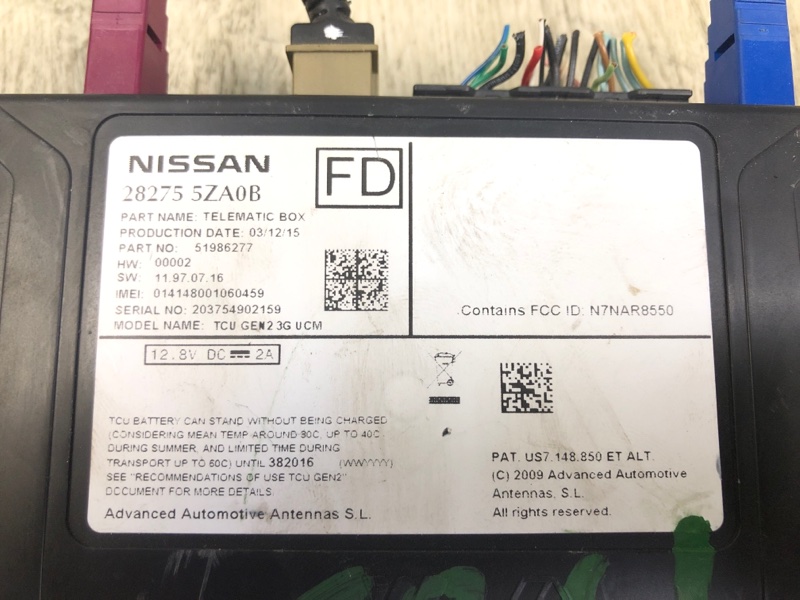 NISSAN
FD
28275 5ZA0B
PART NAME: TELEMATIC BOX
PRODUCTION DATE: 03/12/15
PART NO: 51986277
HW: 00002
SW: 11.97.07.16
IMEI: 014148001060459
SERIAL NO: 203754902159
MODEL NAME: TCU GEN2 3G UCM
.Contains FCC ID: N7NAR8550
12.8V DC 2A
TCU BATTERY CAN STAND WITHOUT BEING CHARGED
(CONSIDERING MEAN TEMP AROUND 30C, UP TO 40C
DURING SUMMER, AND LIMITED TIME DURING
TRANSPORT UP TO 60C) UNTIL 382016 (WWYYYY)
SEE "RECOMMENDATIONS OF USE TCU GEN2"
DOCUMENT FOR MORE DETAILS
Advanced Automotive Antennas S.L.
PAT. US7.148.850 ET ALT.
(C) 2009 Advanced Automotive
Antennas, S.L.
All rights reserved.